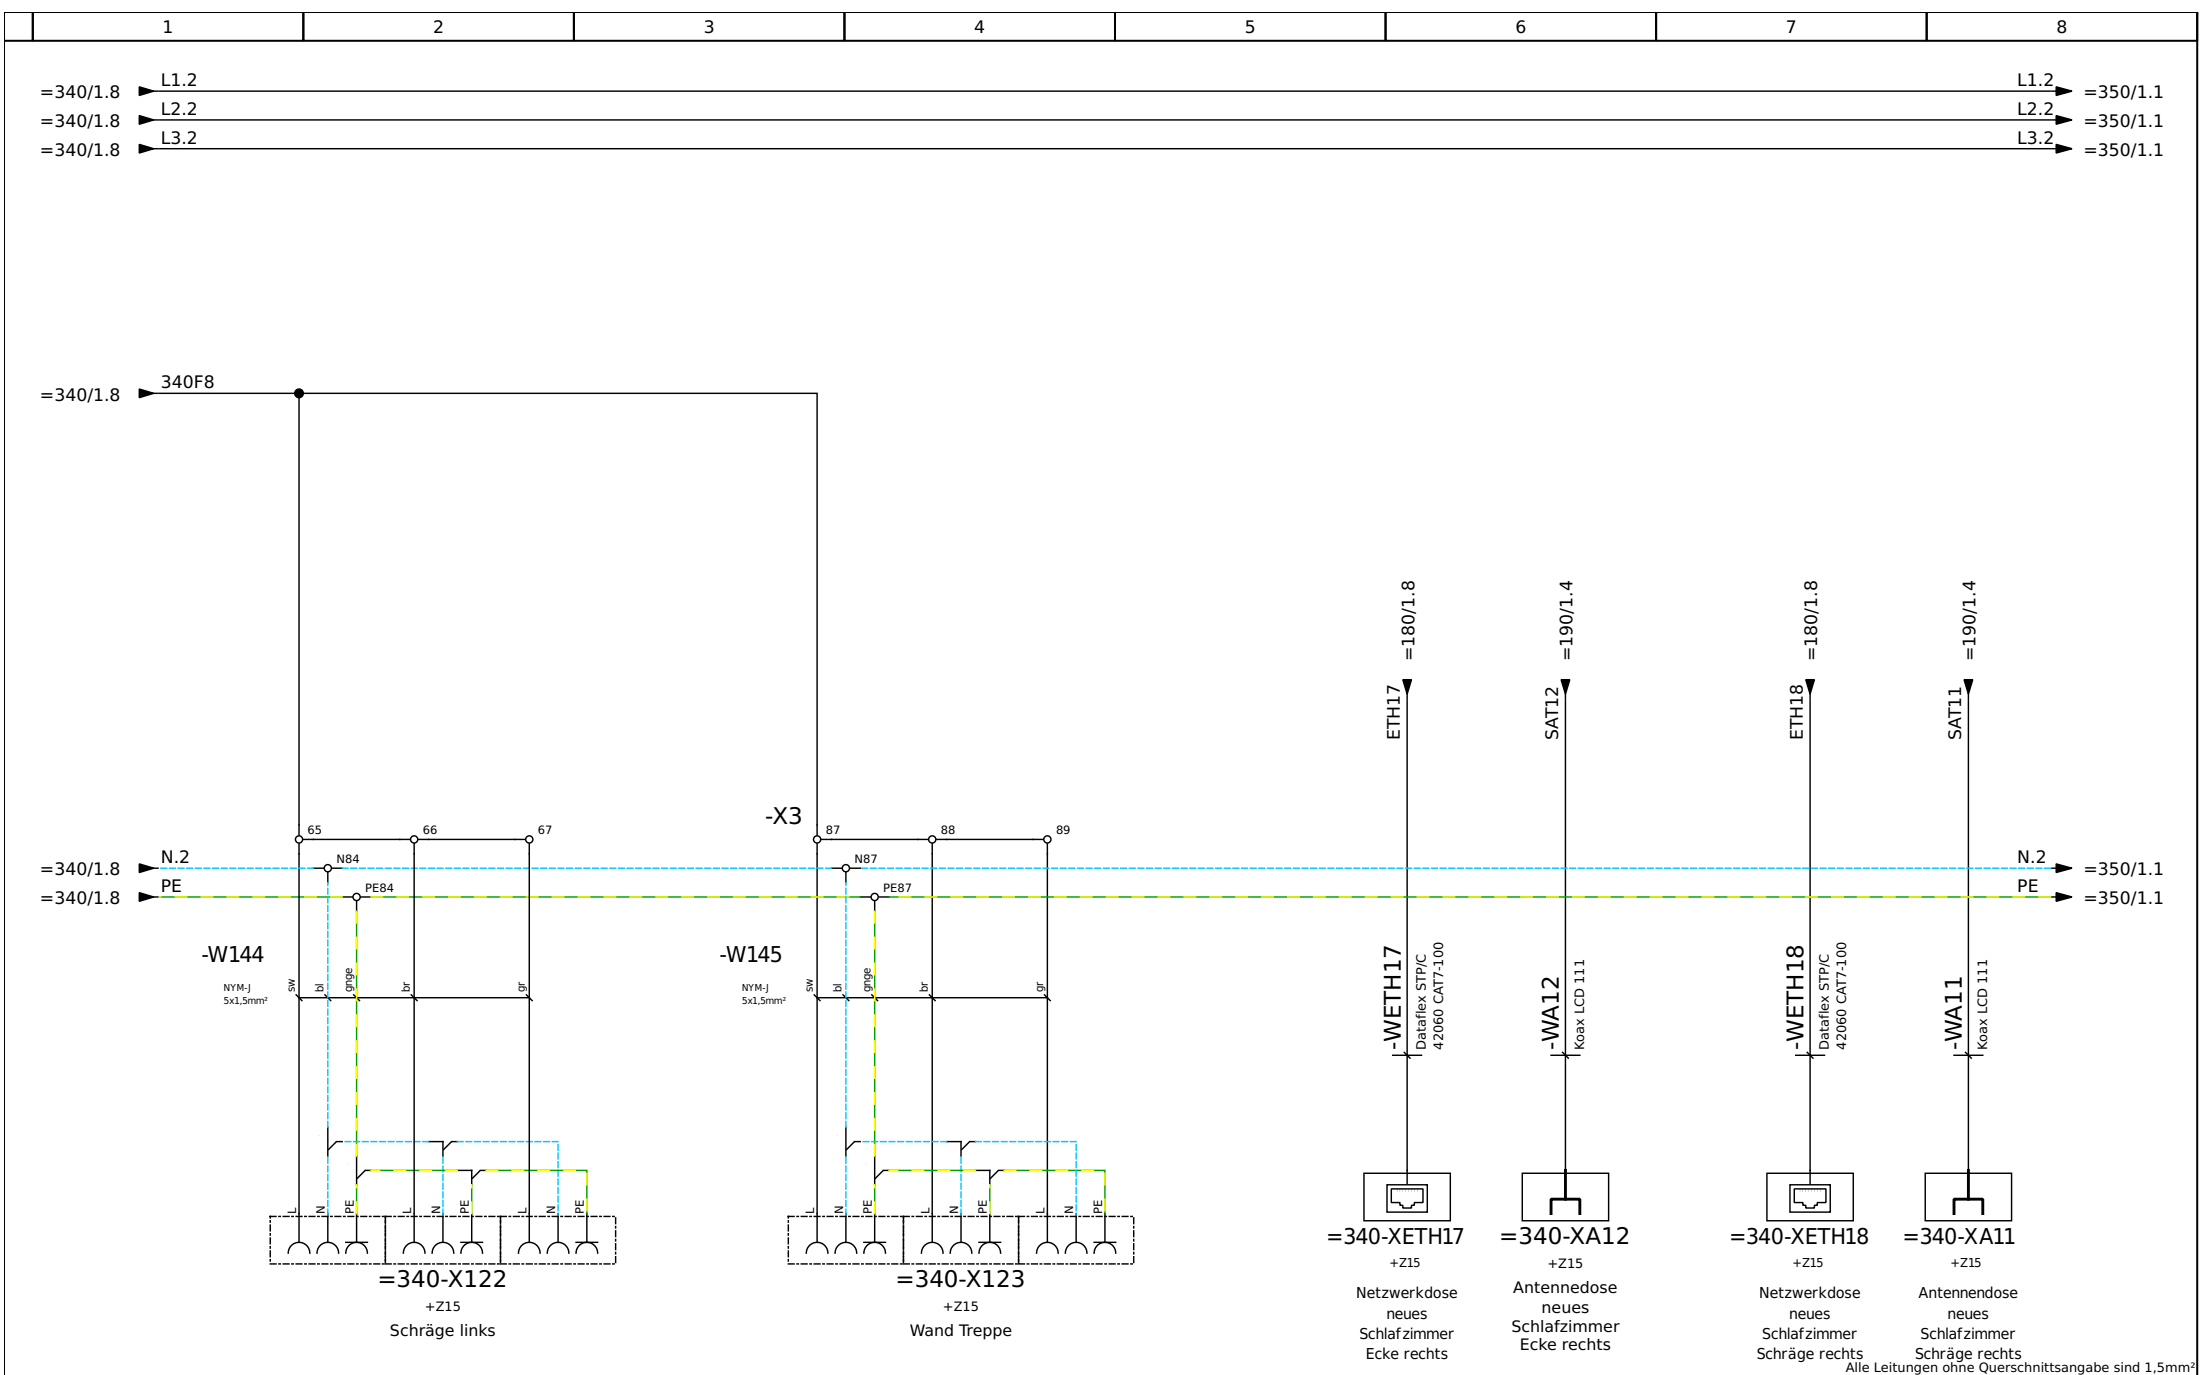 1 2 3 4 5 6 7 8
L1.2 L1.2
=340/1.8 =350/1.1
L2.2 L2.2
=340/1.8 =350/1.1
L3.2 L3.2
=340/1.8 =350/1.1
340F8
=340/1.8
=180/1.8 =190/1.4 =180/1.8 =190/1.4
ETH17 SAT12 ETH18 SAT11
-X3
65 66 67 87 88 89
N.2 N84 N87 N.2
=340/1.8 =350/1.1
PE PE84 PE87 PE
=340/1.8 =350/1.1
-W144 -W145
NYM-J NYM-J
5x1,5mm² 5x1,5mm²
sw bl gnge br gr sw bl gnge br gr
-WETH17
Dataflex STP/C
42060 CAT7-100
-WA12
Koax LCD 111
-WETH18
Dataflex STP/C
42060 CAT7-100
-WA11
Koax LCD 111
L N PE L N PE L N PE L N PE L N PE L N PE
=340-X122
+Z15
Schräge links
=340-X123
+Z15
Wand Treppe
=340-XETH17
+Z15
Netzwerkdose
neues
Schlafzimmer
Ecke rechts
=340-XA12
+Z15
Antennedose
neues
Schlafzimmer
Ecke rechts
=340-XETH18
+Z15
Netzwerkdose
neues
Schlafzimmer
Schräge rechts
=340-XA11
+Z15
Antennendose
neues
Schlafzimmer
Schräge rechts
Alle Leitungen ohne Querschnittsangabe sind 1,5mm²